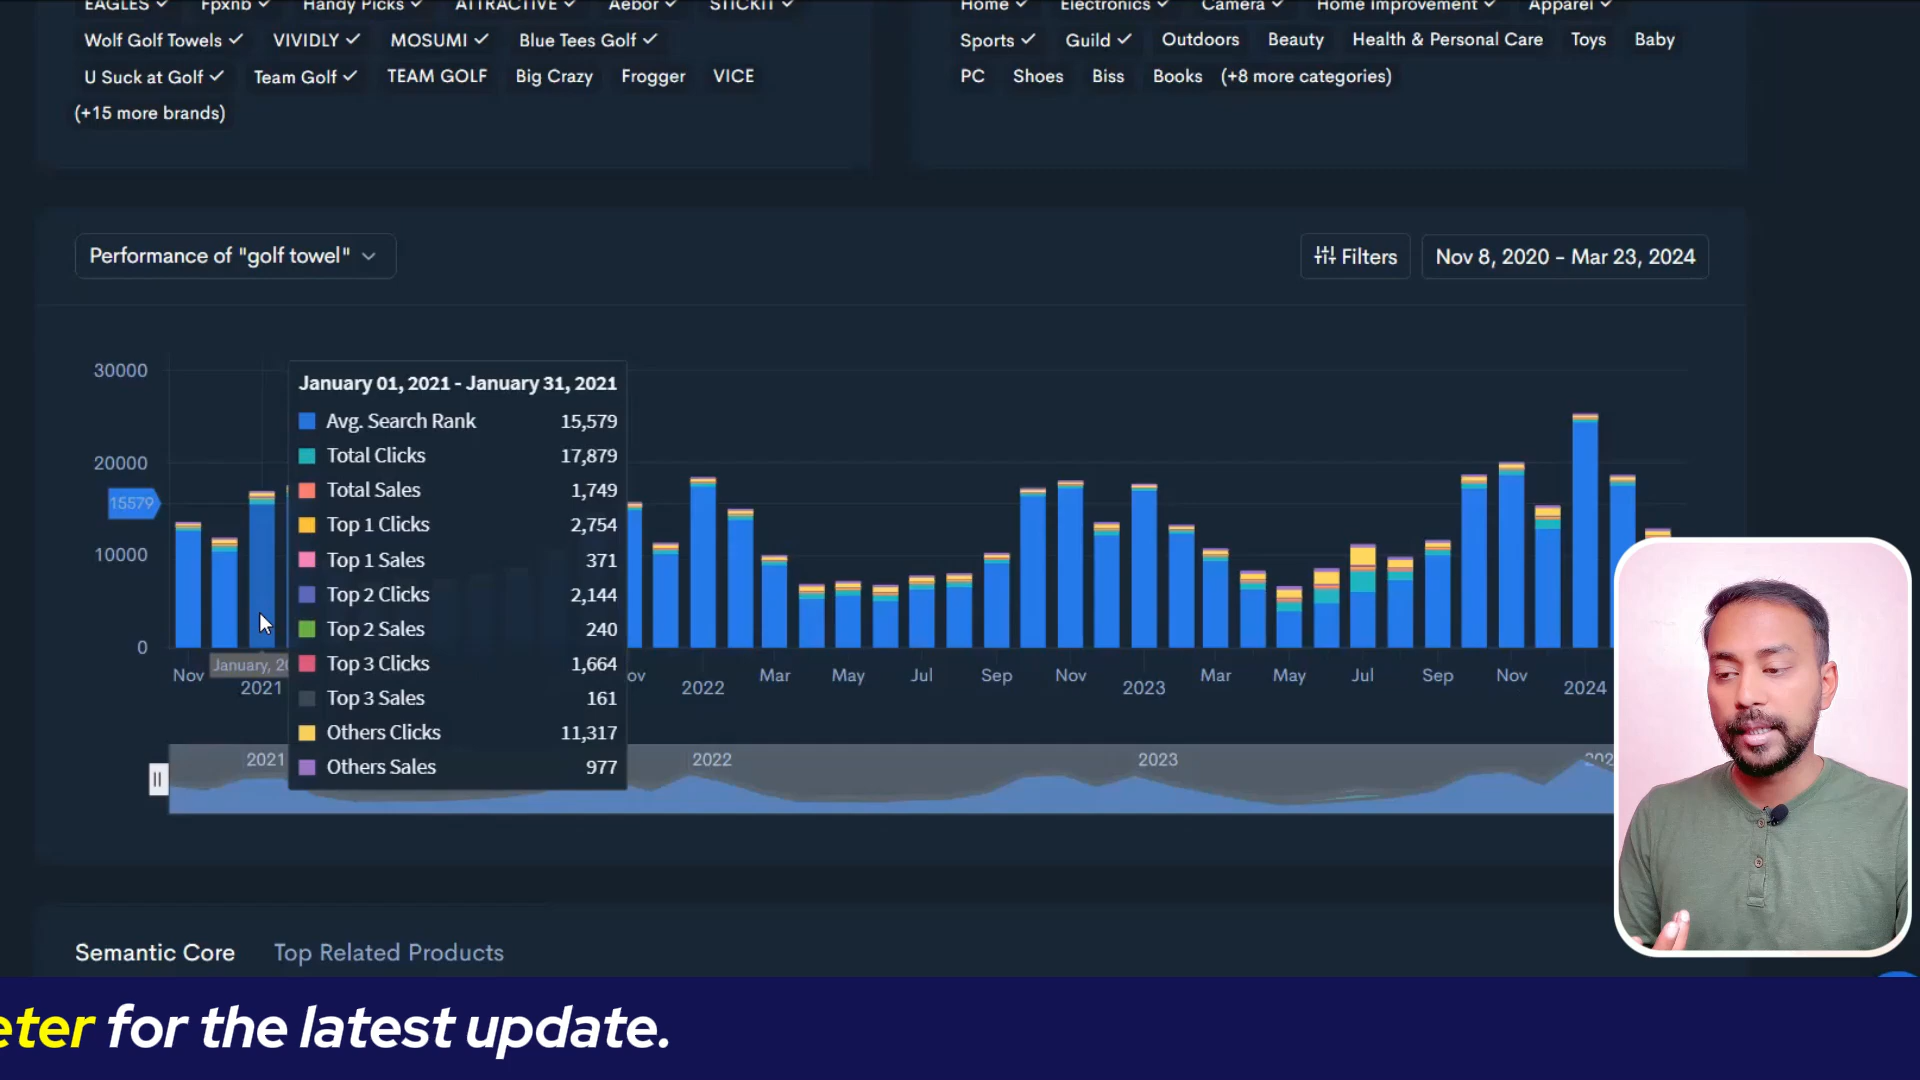 EAGLES Fpxnb Handy Picks ATTRACTIVE Aebor STICKIT
Wolf Golf Towels VIVIDLY MOSUMI Blue Tees Golf
U Suck at Golf Team Golf TEAM GOLF Big Crazy Frogger VICE
(+15 more brands)
Home Electronics Camera Home Improvement Apparel
Sports Guild Outdoors Beauty Health & Personal Care Toys Baby
PC Shoes Biss Books (+8 more categories)
Performance of "golf towel"
Filters
Nov 8, 2020 - Mar 23, 2024
30000
20000
15579
10000
0
January 01, 2021 - January 31, 2021
Avg. Search Rank 15,579
Total Clicks 17,879
Total Sales 1,749
Top 1 Clicks 2,754
Top 1 Sales 371
Top 2 Clicks 2,144
Top 2 Sales 240
Top 3 Clicks 1,664
Top 3 Sales 161
Others Clicks 11,317
Others Sales 977
Nov January, 20 2021 ov 2022 Mar May Jul Sep Nov 2023 Mar May Jul Sep Nov 2024
2021 2022 2023 202
Semantic Core Top Related Products
eter for the latest update.